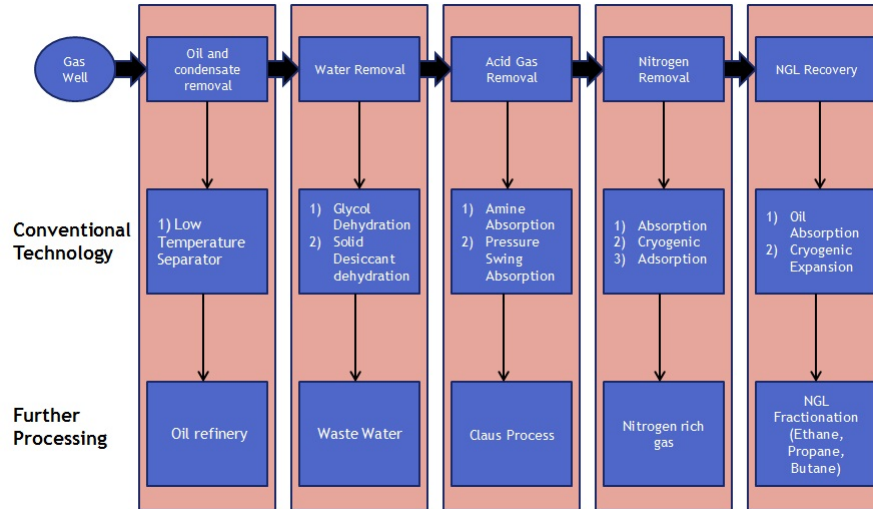 Gas
Well
Oil and
condensate
removal
Water Removal
Acid Gas
Removal
Nitrogen
Removal
NGL Recovery
Conventional
Technology
1) Low
Temperature
Separator
1) Glycol
Dehydration
2) Solid
Desiccant
dehydration
1) Amine
Absorption
2) Pressure
Swing
Absorption
1) Absorption
2) Cryogenic
3) Adsorption
1) Oil
Absorption
2) Cryogenic
Expansion
Further
Processing
Oil refinery
Waste Water
Claus Process
Nitrogen rich
gas
NGL
Fractionation
(Ethane,
Propane,
Butane)